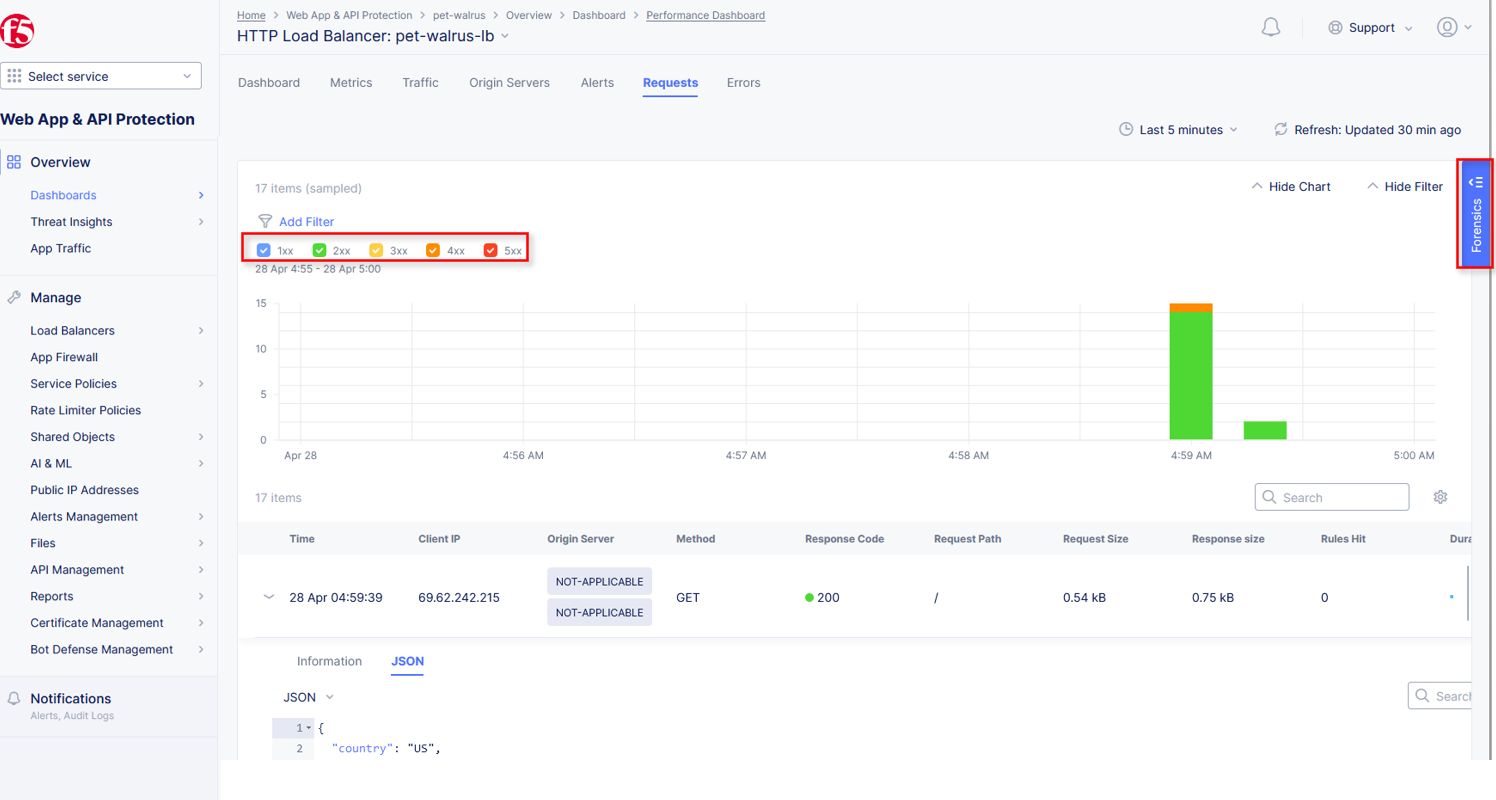 f5
Select service
Web App & API Protection
Overview
Dashboards
Threat Insights
App Traffic
Manage
Load Balancers
App Firewall
Service Policies
Rate Limiter Policies
Shared Objects
AI & ML
Public IP Addresses
Alerts Management
Files
API Management
Reports
Certificate Management
Bot Defense Management
Notifications
Alerts, Audit Logs
Home > Web App & API Protection > pet-walrus > Overview > Dashboard > Performance Dashboard
HTTP Load Balancer: pet-walrus-lb
Support
Dashboard Metrics Traffic Origin Servers Alerts Requests Errors
Last 5 minutes Refresh: Updated 30 min ago
17 items (sampled) Hide Chart Hide Filter
Forensics
Add Filter
1xx 2xx 3xx 4xx 5xx
28 Apr 4:55 - 28 Apr 5:00
15
10
5
0
Apr 28 4:56 AM 4:57 AM 4:58 AM 4:59 AM 5:00 AM
17 items Search
Time Client IP Origin Server Method Response Code Request Path Request Size Response size Rules Hit Dura
NOT-APPLICABLE
28 Apr 04:59:39 69.62.242.215 GET 200 / 0.54 kB 0.75 kB 0
NOT-APPLICABLE
Information JSON
JSON Search
1 {
2 "country": "US",